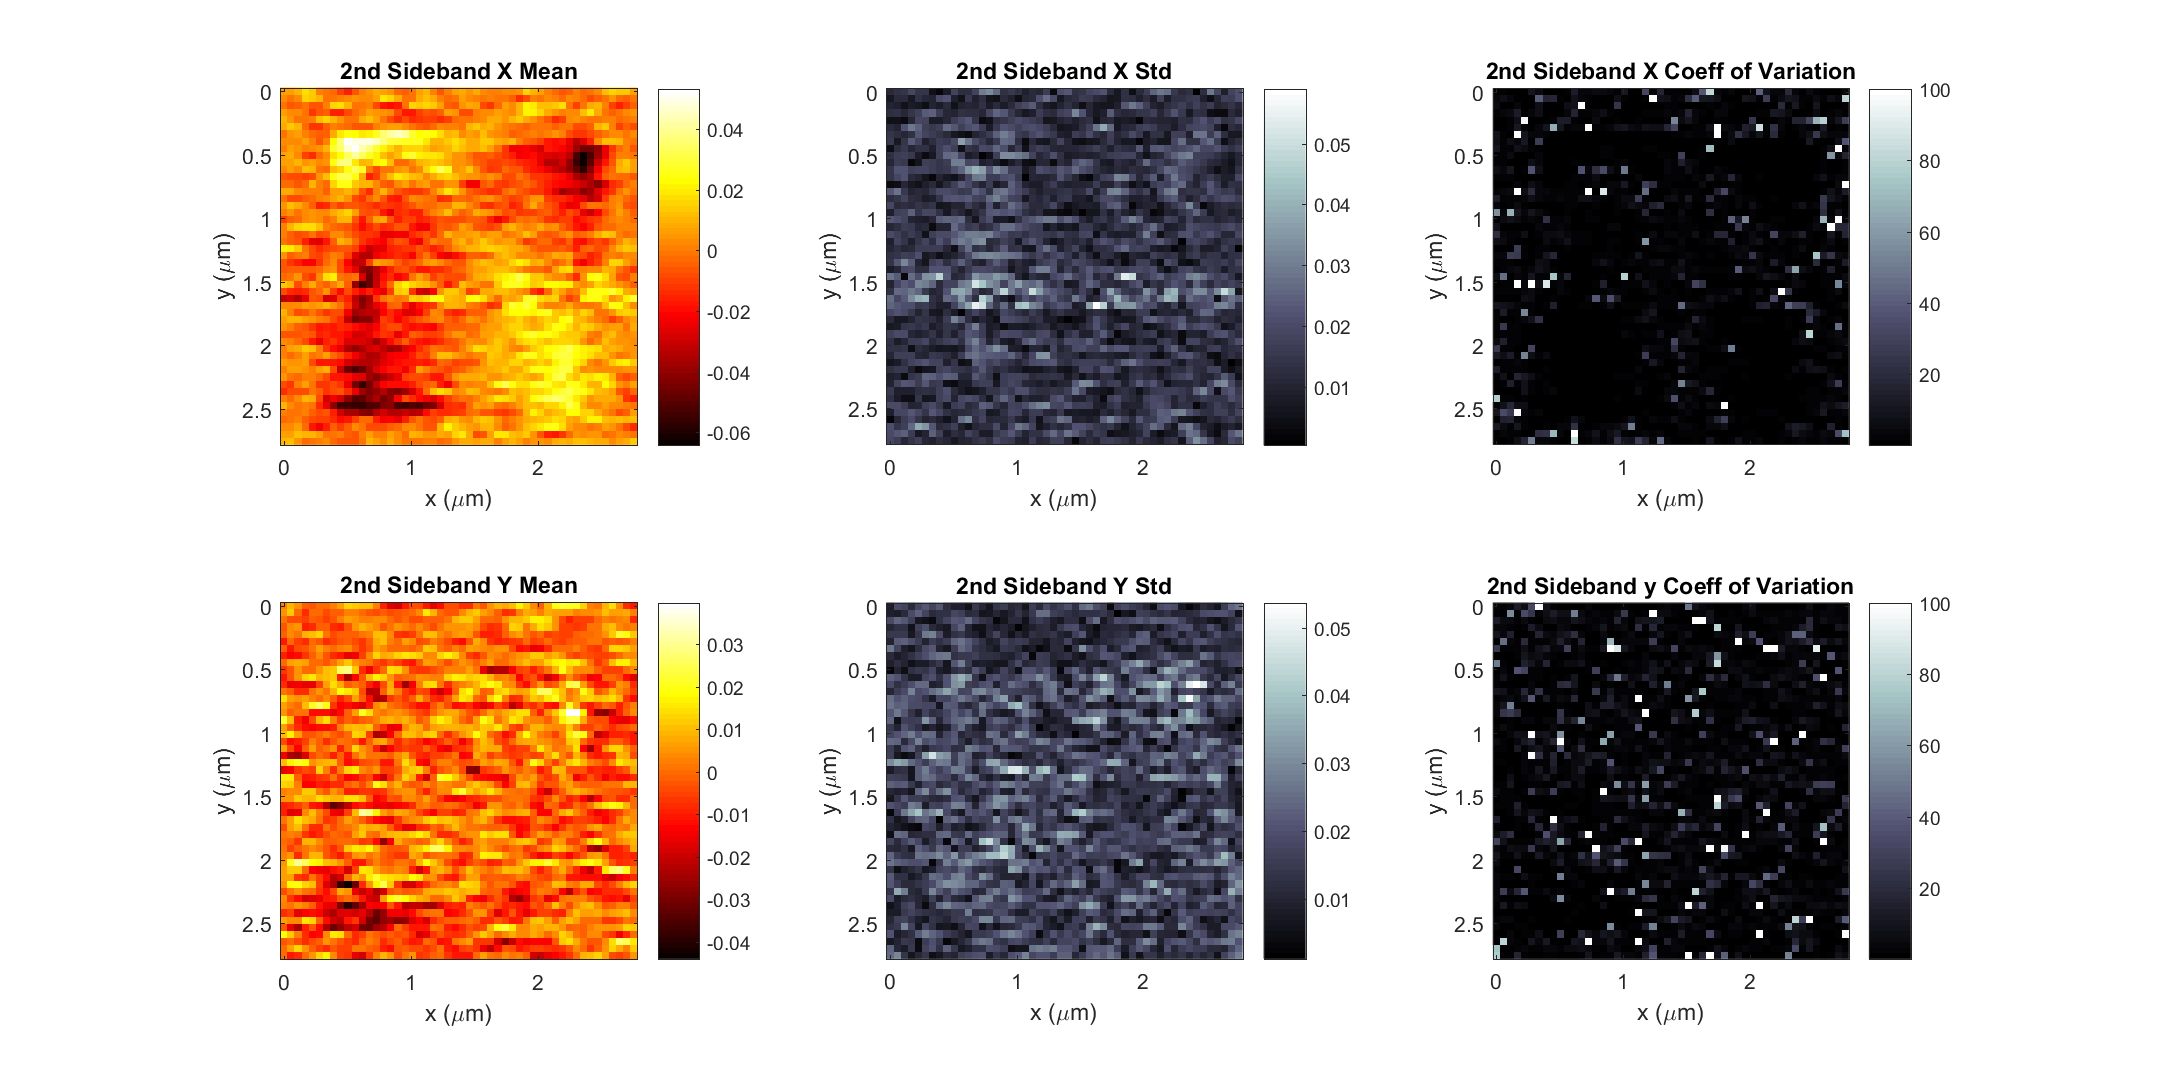 2nd Sideband X Mean
0
0.5
1
1.5
2
2.5
y (μm)
0 1 2
x (μm)
0.04
0.02
0
-0.02
-0.04
-0.06
2nd Sideband X Std
0
0.5
1
1.5
2
2.5
y (μm)
0 1 2
x (μm)
0.05
0.04
0.03
0.02
0.01
2nd Sideband X Coeff of Variation
0
0.5
1
1.5
2
2.5
y (μm)
0 1 2
x (μm)
100
80
60
40
20
2nd Sideband Y Mean
0
0.5
1
1.5
2
2.5
y (μm)
0 1 2
x (μm)
0.03
0.02
0.01
0
-0.01
-0.02
-0.03
-0.04
2nd Sideband Y Std
0
0.5
1
1.5
2
2.5
y (μm)
0 1 2
x (μm)
0.05
0.04
0.03
0.02
0.01
2nd Sideband y Coeff of Variation
0
0.5
1
1.5
2
2.5
y (μm)
0 1 2
x (μm)
100
80
60
40
20